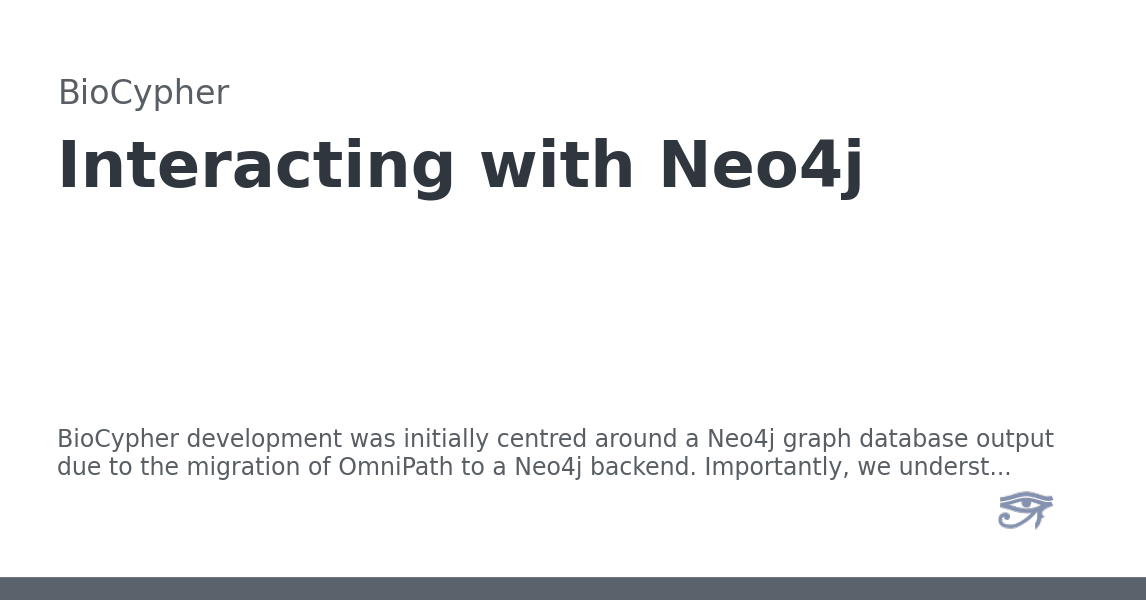 BioCypher
Interacting with Neo4j
BioCypher development was initially centred around a Neo4j graph database output
due to the migration of OmniPath to a Neo4j backend. Importantly, we underst...